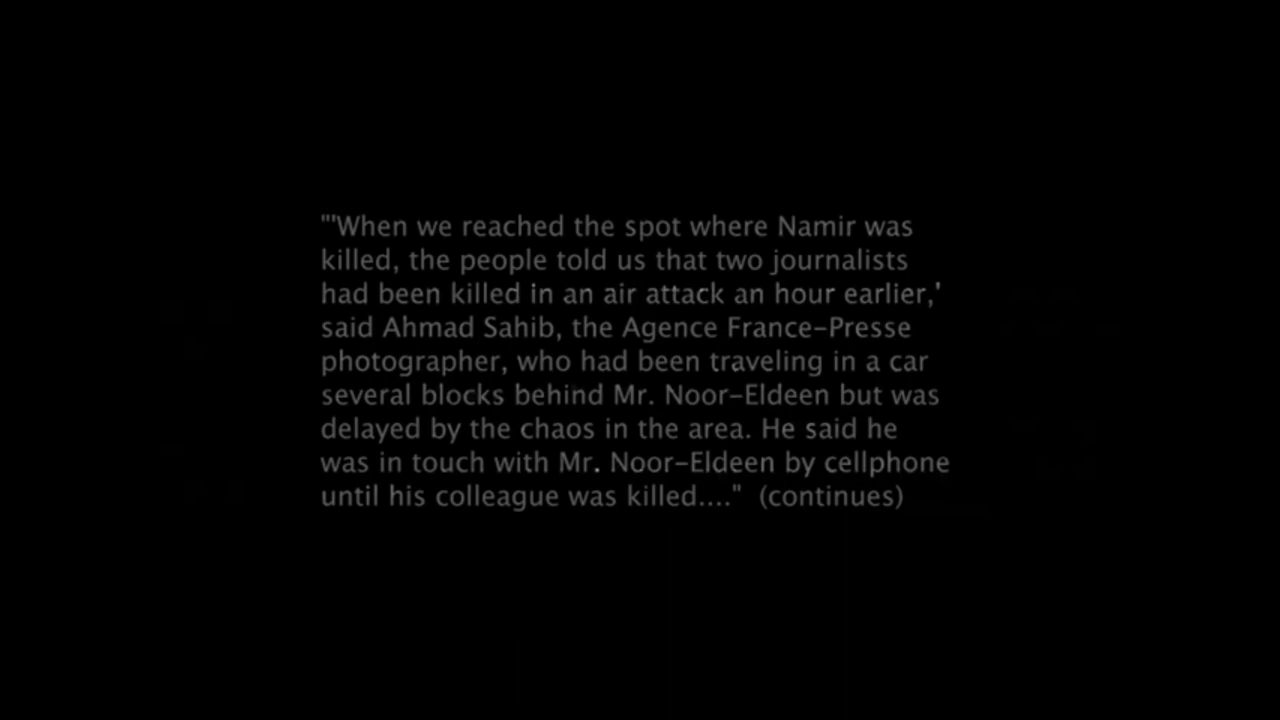 "'When we reached the spot where Namir was
killed, the people told us that two journalists
had been killed in an air attack an hour earlier,'
said Ahmad Sahib, the Agence France-Presse
photographer, who had been traveling in a car
several blocks behind Mr. Noor-Eldeen but was
delayed by the chaos in the area. He said he
was in touch with Mr. Noor-Eldeen by cellphone
until his colleague was killed...."  (continues)